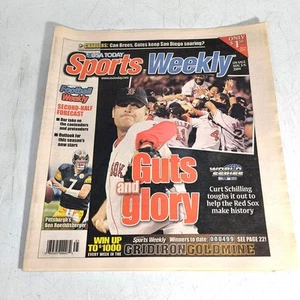 CHARGERS: Can Brees, Gates keep San Diego soaring?
ONLY
USA TODAY
Sports Weekly
Football
Weekly
SECOND-HALF
FORECAST
Our take on
the contenders
and pretenders
Outlook for
this season's
new stars
Pittsburgh's
Ben Roethlisberger
Guts
and
glory
WORLD
SERIES
Curt Schilling
toughs it out to
help the Red Sox
make history
WIN UP
TO
$1000
EVERY WEEK IN THE
Sports Weekly
Winners to date: 000499
SEE PAGE 22!
GRIDIRON GOLDMINE